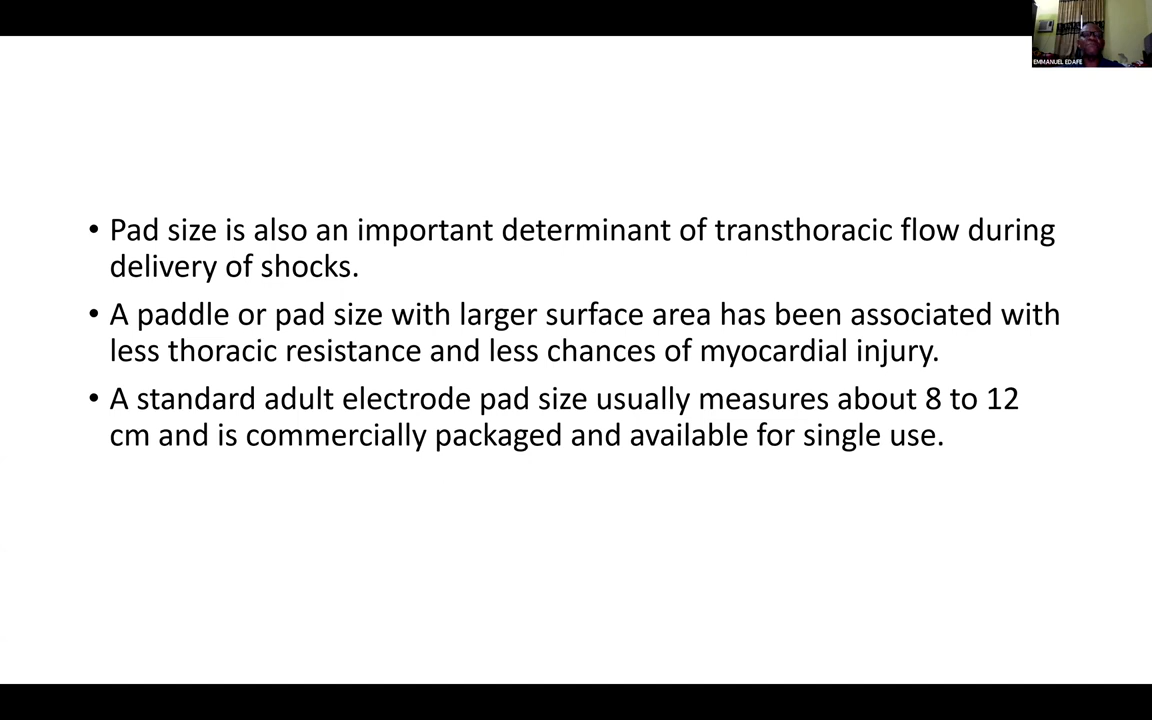 EMMANUEL EDAFE
• Pad size is also an important determinant of transthoracic flow during
delivery of shocks.
• A paddle or pad size with larger surface area has been associated with
less thoracic resistance and less chances of myocardial injury.
• A standard adult electrode pad size usually measures about 8 to 12
cm and is commercially packaged and available for single use.